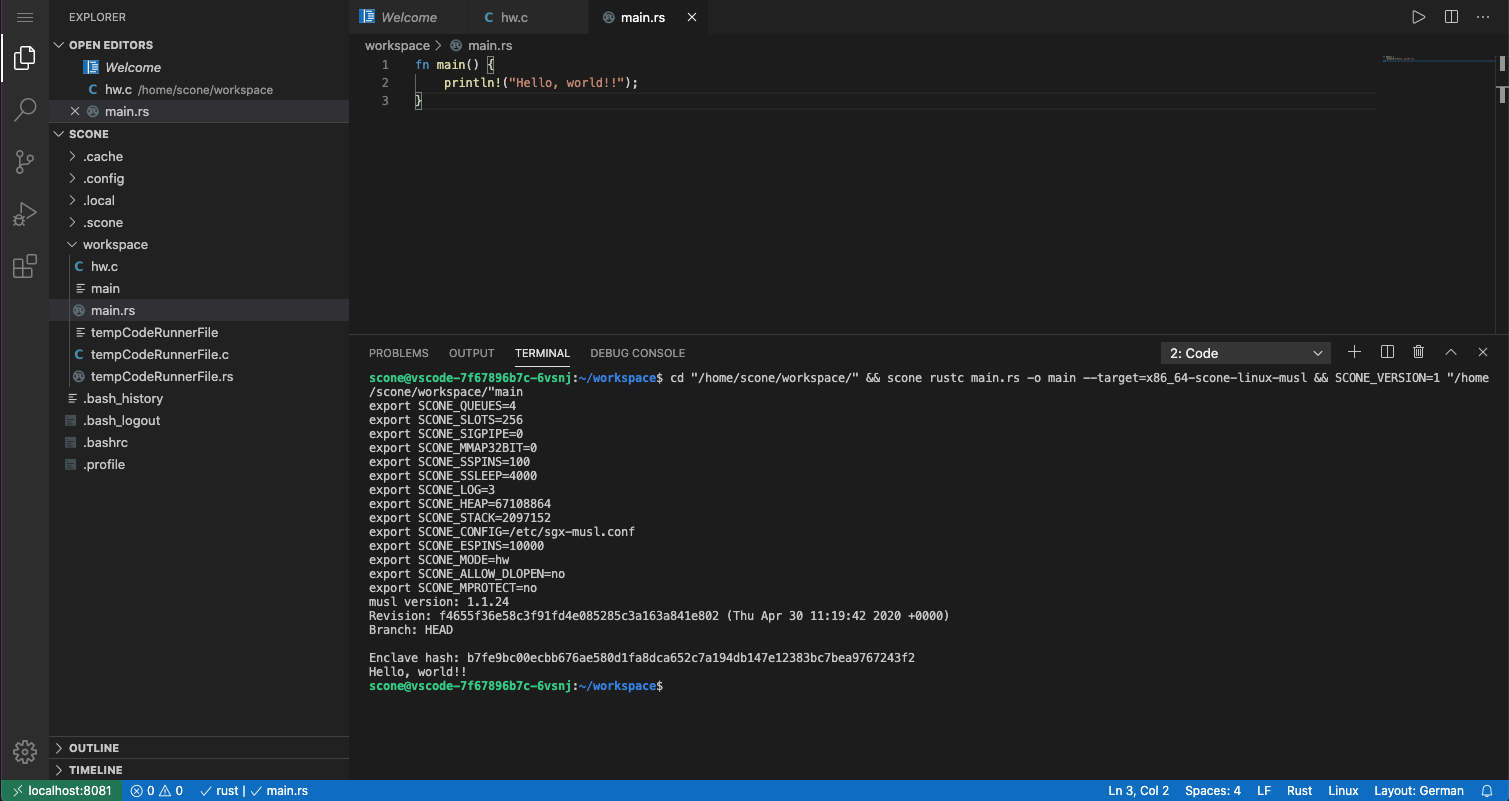 EXPLORER
OPEN EDITORS
Welcome
hw.c /home/scone/workspace
main.rs
SCONE
.cache
.config
.local
.scone
workspace
hw.c
main
main.rs
tempCodeRunnerFile
tempCodeRunnerFile.c
tempCodeRunnerFile.rs
.bash_history
.bash_logout
.bashrc
.profile
OUTLINE
TIMELINE
Welcome hw.c main.rs
workspace > main.rs
1 fn main() {
2 println!("Hello, world!!");
3 }
PROBLEMS OUTPUT TERMINAL DEBUG CONSOLE 2: Code
scone@vscode-7f67896b7c-6vsnj:~/workspace$ cd "/home/scone/workspace/" && scone rustc main.rs -o main --target=x86_64-scone-linux-musl && SCONE_VERSION=1 "/home
/scone/workspace/"main
export SCONE_QUEUES=4
export SCONE_SLOTS=256
export SCONE_SIGPIPE=0
export SCONE_MMAP32BIT=0
export SCONE_SSPINS=100
export SCONE_SSLEEP=4000
export SCONE_LOG=3
export SCONE_HEAP=67108864
export SCONE_STACK=2097152
export SCONE_CONFIG=/etc/sgx-musl.conf
export SCONE_ESPINS=10000
export SCONE_MODE=hw
export SCONE_ALLOW_DLOPEN=no
export SCONE_MPROTECT=no
musl version: 1.1.24
Revision: f4655f36e58c3f91fd4e085285c3a163a841e802 (Thu Apr 30 11:19:42 2020 +0000)
Branch: HEAD
Enclave hash: b7fe9bc00ecbb676ae580d1fa8dca652c7a194db147e12383bc7bea9767243f2
Hello, world!!
scone@vscode-7f67896b7c-6vsnj:~/workspace$
localhost:8081 0 0 rust | main.rs Ln 3, Col 2 Spaces: 4 LF Rust Linux Layout: German